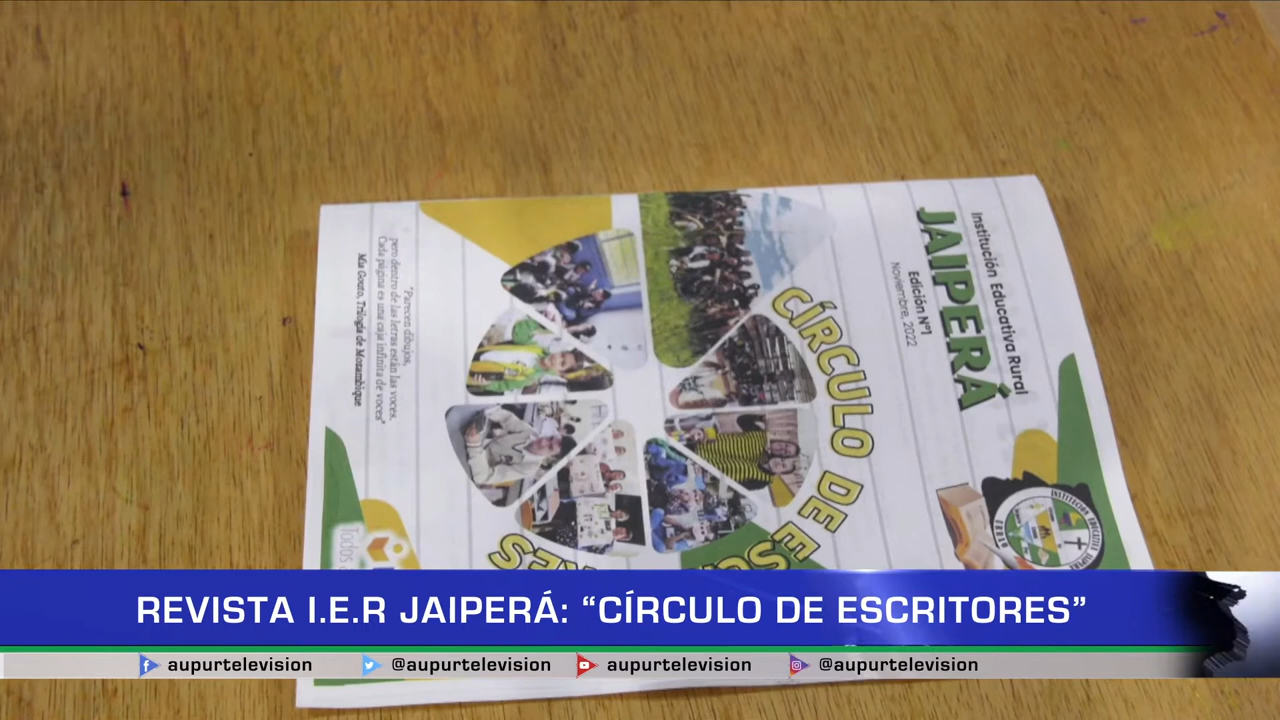 Institución Educativa Rural
JAIPERÁ
Edición N°1
Noviembre, 2022
CÍRCULO DE
"Parecen dibujos,
pero dentro de las letras están las voces.
Cada página es una caja infinita de voces"
Mia Couto, Trilogía de Mozambique
Todos
REVISTA I.E.R JAIPERÁ: “CÍRCULO DE ESCRITORES”
aupurtelevision
@aupurtelevision
aupurtelevision
@aupurtelevision